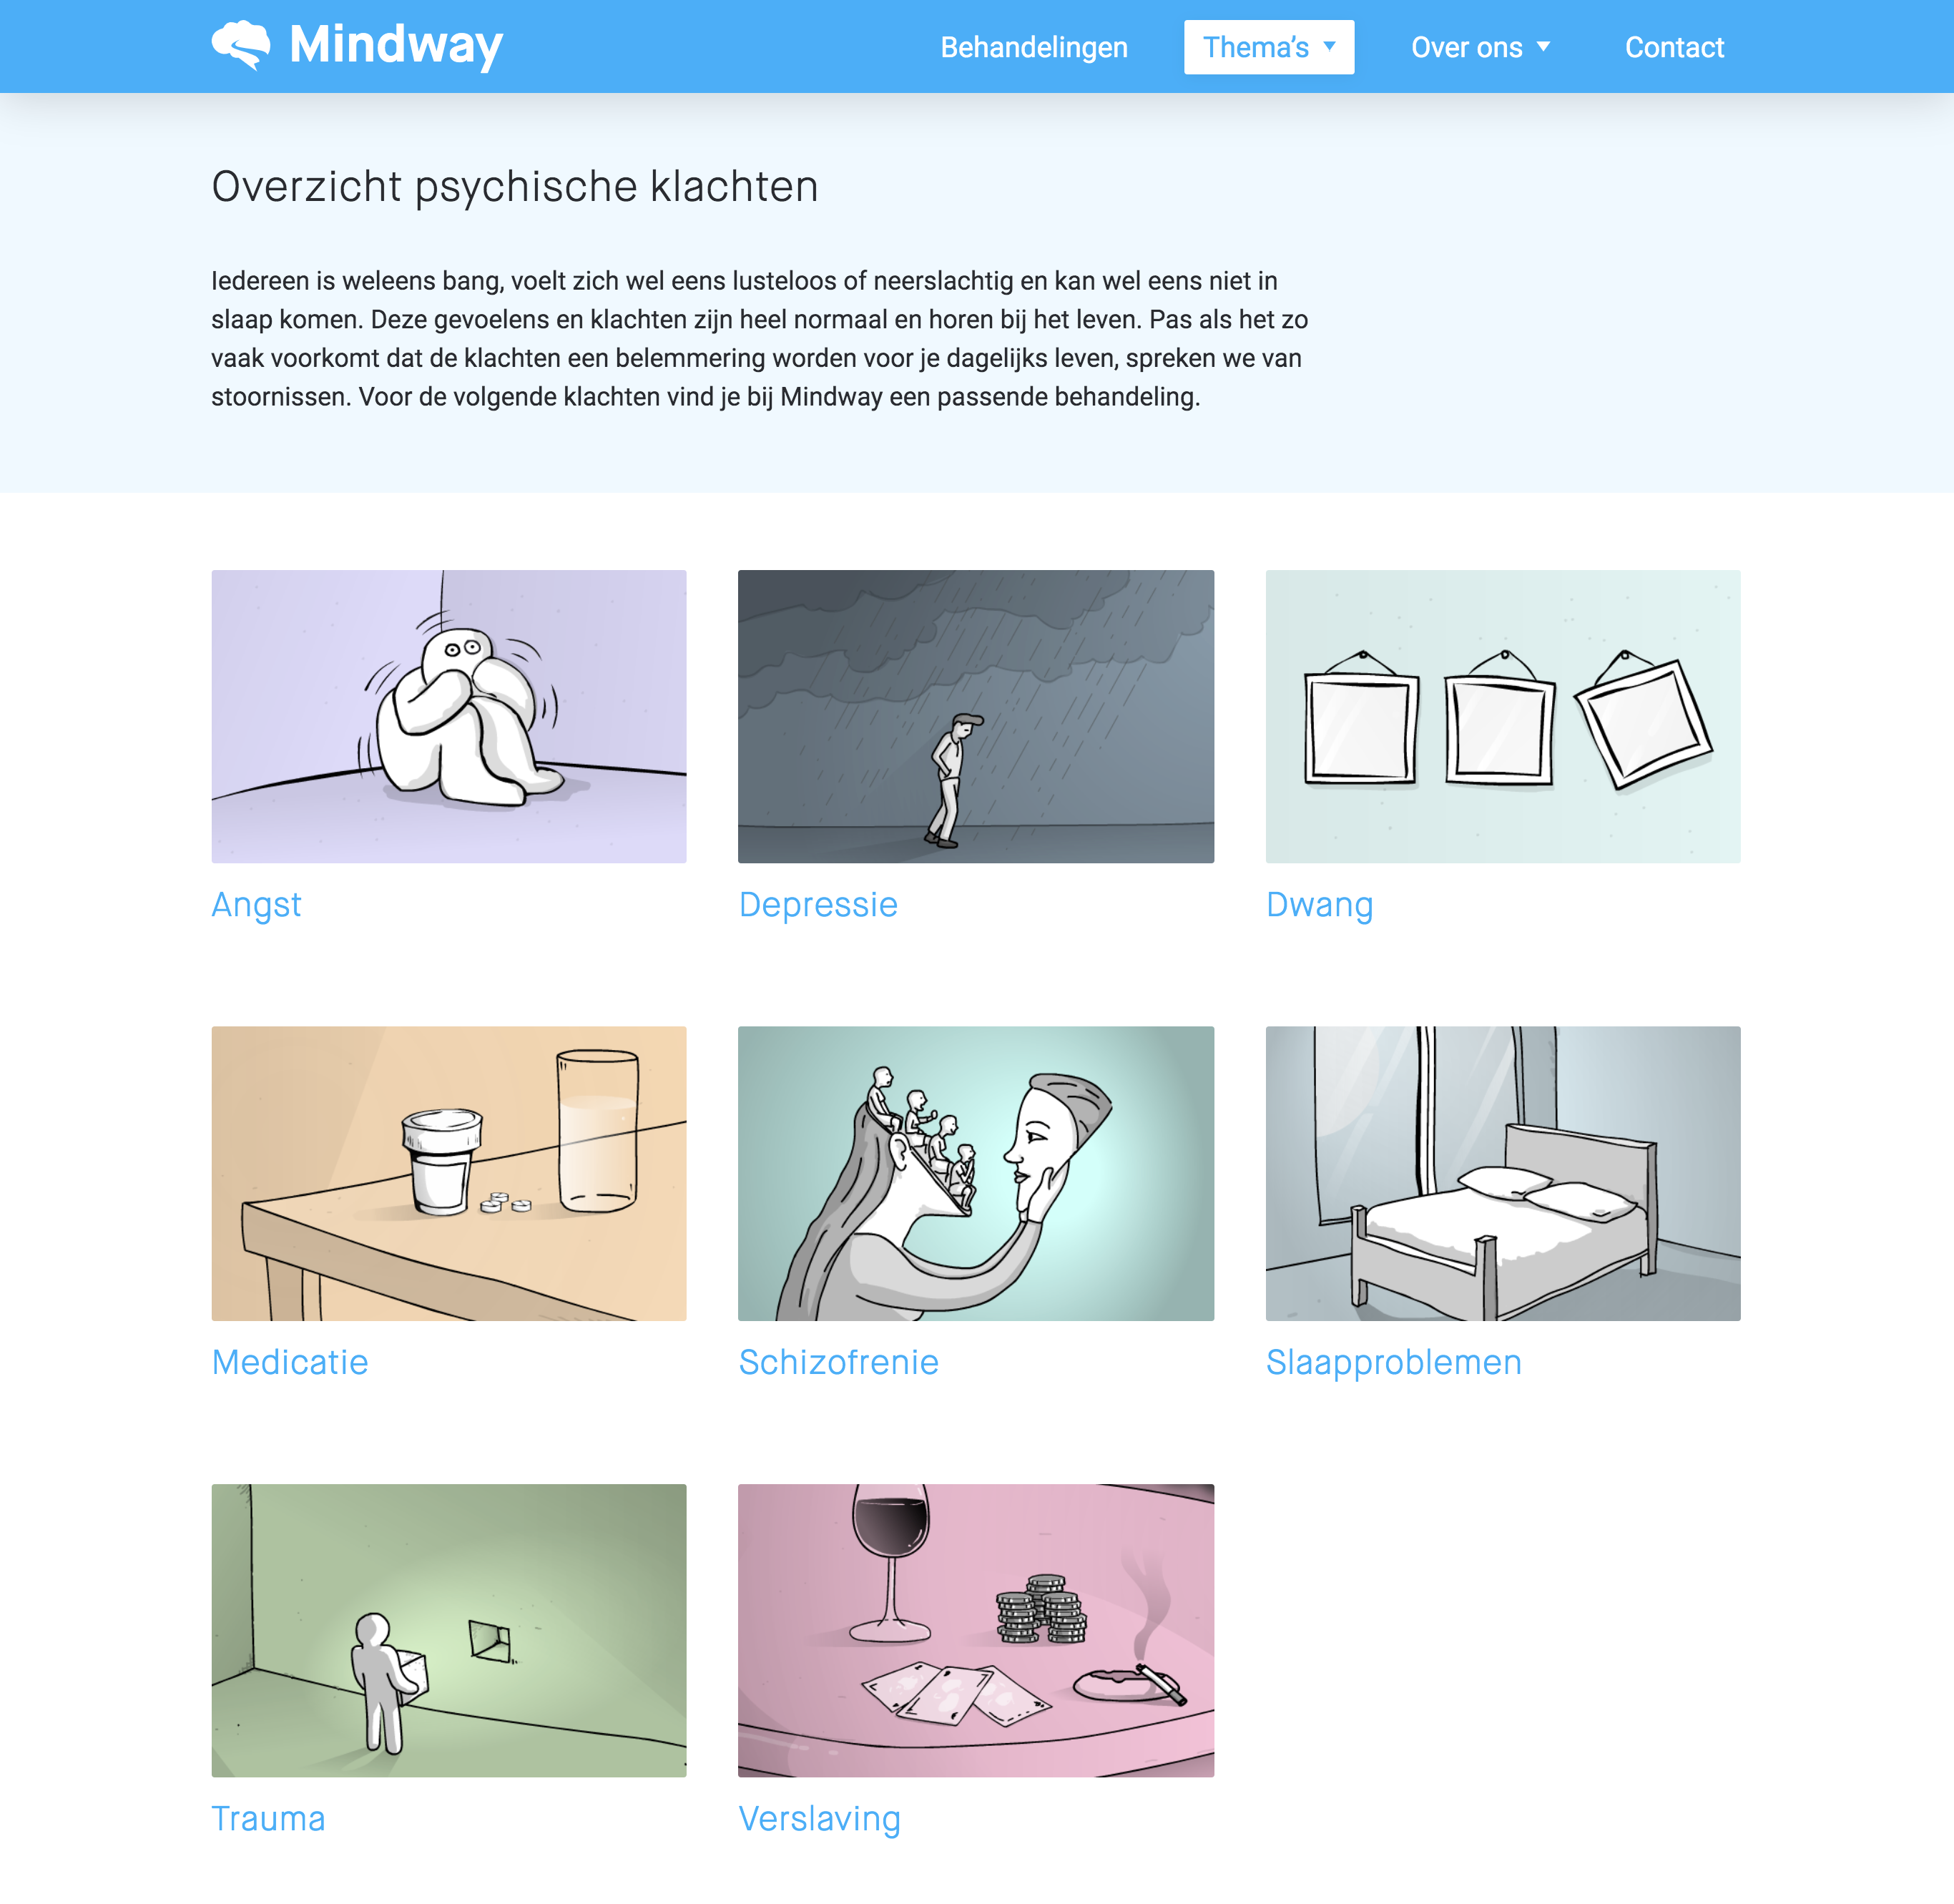 Mindway
Behandelingen
Thema’s
Over ons
Contact
Overzicht psychische klachten
Iedereen is weleens bang, voelt zich wel eens lusteloos of neerslachtig en kan wel eens niet in
slaap komen. Deze gevoelens en klachten zijn heel normaal en horen bij het leven. Pas als het zo
vaak voorkomt dat de klachten een belemmering worden voor je dagelijks leven, spreken we van
stoornissen. Voor de volgende klachten vind je bij Mindway een passende behandeling.
Angst
Depressie
Dwang
Medicatie
Schizofrenie
Slaapproblemen
Trauma
Verslaving